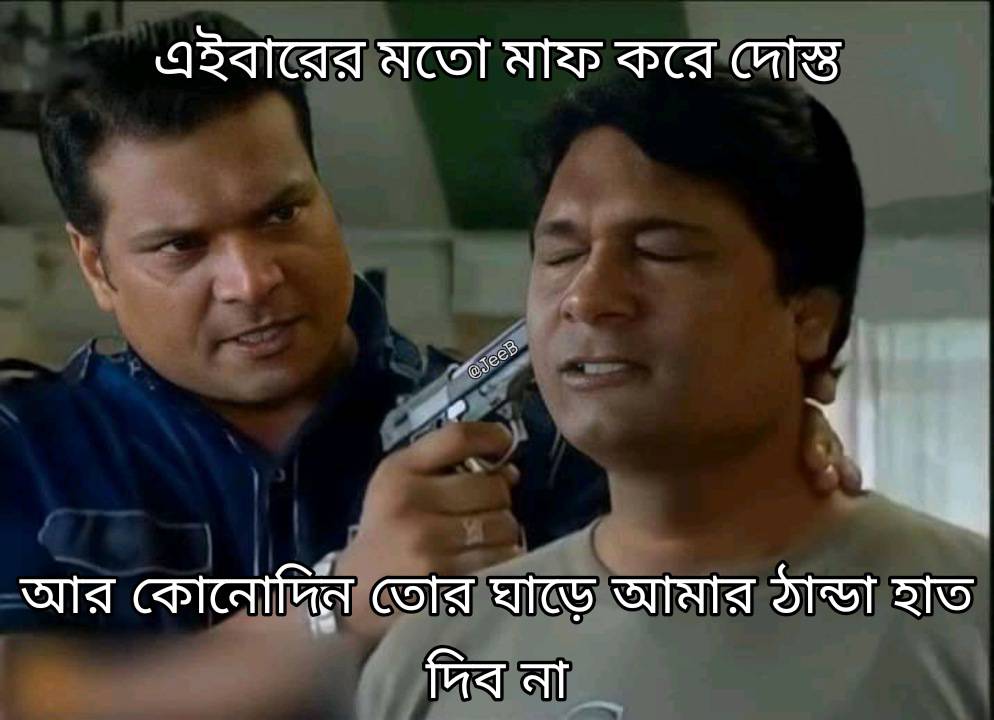 এইবারের মতো মাফ করে দোস্ত
@JeeB
আর কোনোদিন তোর ঘাড়ে আমার ঠান্ডা হাত
দিব না